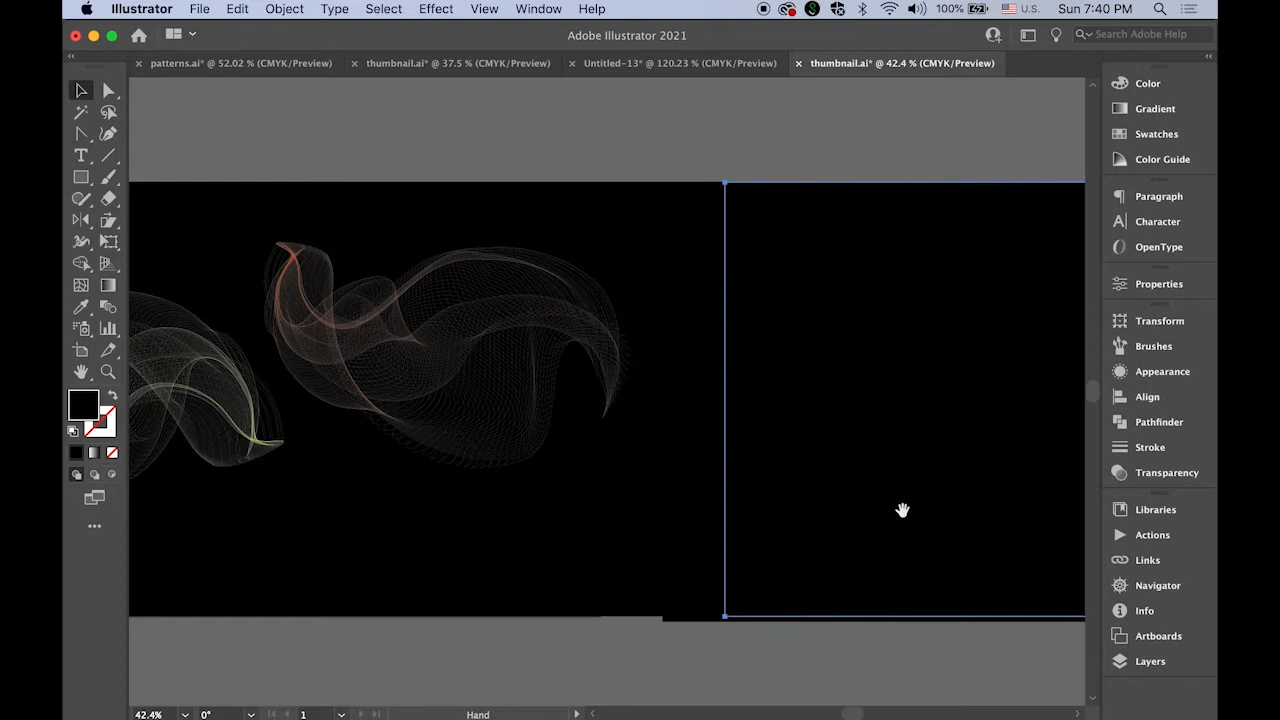 Illustrator File Edit Object Type Select Effect View Window Help 100% U.S. Sun 7:40 PM
Adobe Illustrator 2021 Search Adobe Help
patterns.ai* @ 52.02 % (CMYK/Preview) thumbnail.ai* @ 37.5 % (CMYK/Preview) Untitled-13* @ 120.23 % (CMYK/Preview) thumbnail.ai* @ 42.4 % (CMYK/Preview)
Color
Gradient
Swatches
Color Guide
Paragraph
Character
OpenType
Properties
Transform
Brushes
Appearance
Align
Pathfinder
Stroke
Transparency
Libraries
Actions
Links
Navigator
Info
Artboards
Layers
42.4% 0° 1 Hand